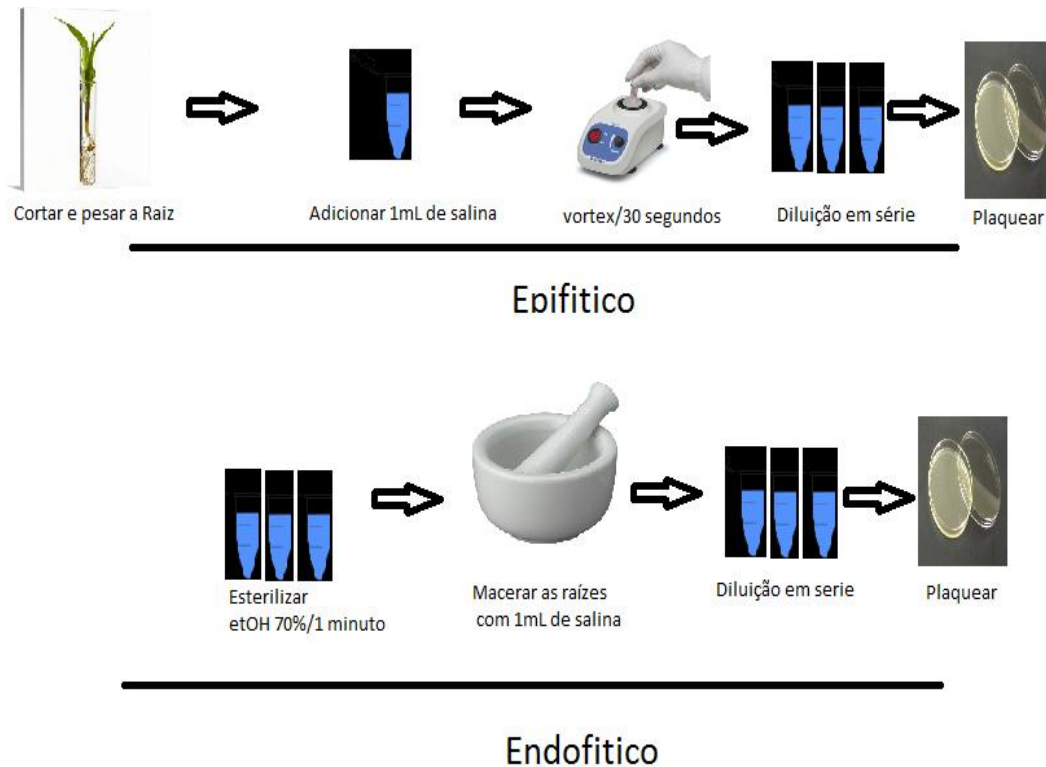 Cortar e pesar a Raiz
Adicionar 1mL de salina
vortex/30 segundos
Diluição em série
Plaquear
Epifitico
Esterilizar
etOH 70%/1 minuto
Macerar as raízes
com 1mL de salina
Diluição em serie
Plaquear
Endofitico